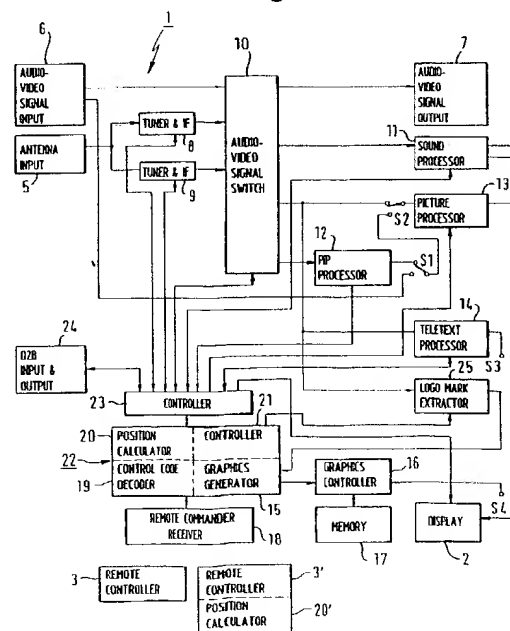 1
6
10
7
AUDIO-
VIDEO
SIGNAL
INPUT
AUDIO-VIDEO
SIGNAL
OUTPUT
TUNER & IF
8
ANTENNA
INPUT
5
TUNER & IF
9
AUDIO-
VIDEO
SIGNAL
SWITCH
11
SOUND
PROCESSOR
13
PICTURE
PROCESSOR
S2
12
PIP
PROCESSOR
S1
14
TELETEXT
PROCESSOR
S3
24
D2B
INPUT &
OUTPUT
25
LOGO MARK
EXTRACTOR
23
CONTROLLER
21
20
POSITION
CALCULATOR
CONTROLLER
22
19
CONTROL CODE
DECODER
GRAPHICS
GENERATOR
15
16
GRAPHICS
CONTROLLER
S4
REMOTE COMMANDER
RECEIVER
18
MEMORY
17
DISPLAY
2
3
REMOTE
CONTROLLER
REMOTE
CONTROLLER
3'
POSITION
CALCULATOR
20'